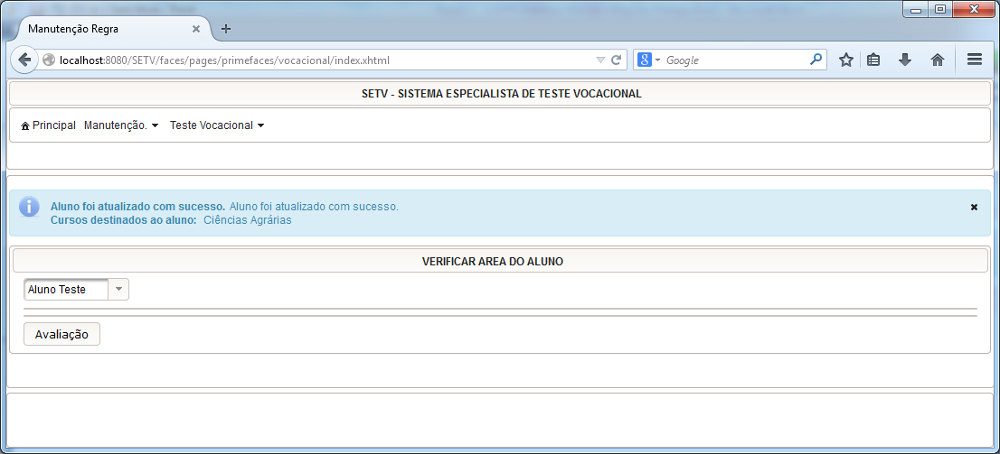 Manutenção Regra
localhost:8080/SETV/faces/pages/primefaces/vocacional/index.xhtml
Google
SETV - SISTEMA ESPECIALISTA DE TESTE VOCACIONAL
Principal Manutenção. Teste Vocacional
Aluno foi atualizado com sucesso. Aluno foi atualizado com sucesso.
Cursos destinados ao aluno: Ciências Agrárias
VERIFICAR AREA DO ALUNO
Aluno Teste
Avaliação